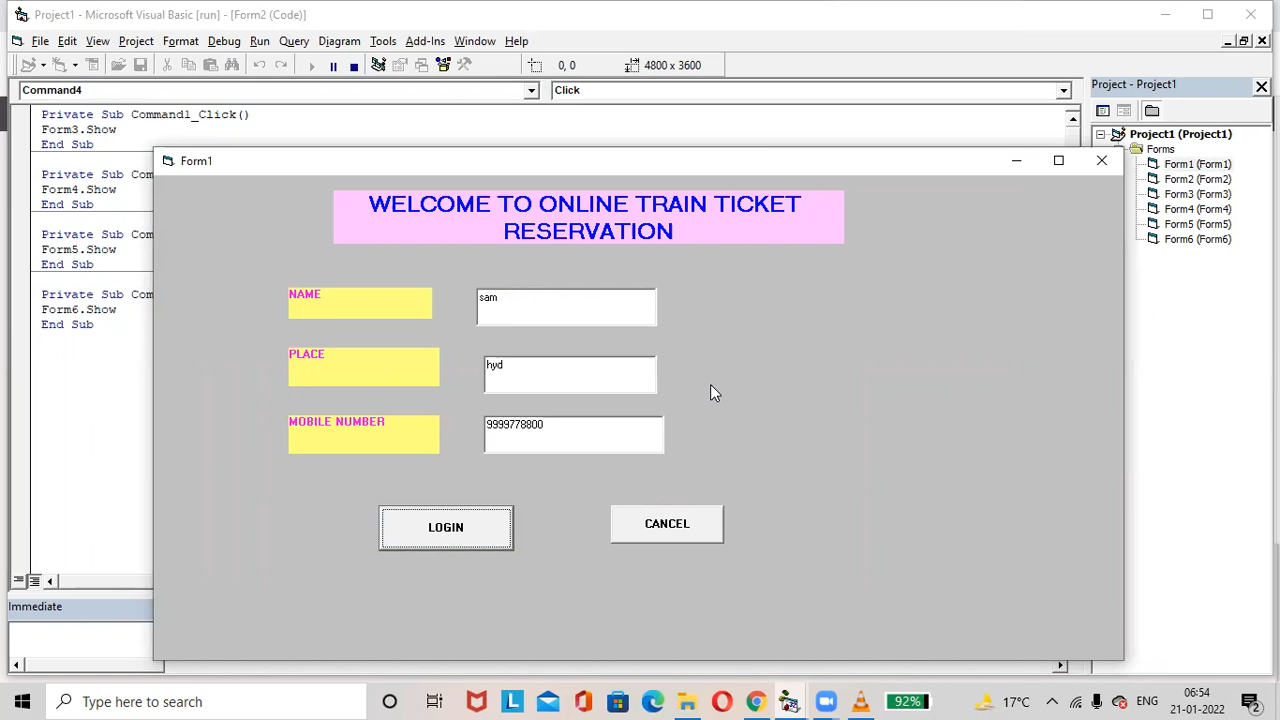 Project1 - Microsoft Visual Basic [run] - [Form2 (Code)]
File Edit View Project Format Debug Run Query Diagram Tools Add-Ins Window Help
0, 0 4800 x 3600
Command4 Click
Project - Project1
Private Sub Command1_Click()
Form3.Show
End Sub
Private Sub Com
Form4.Show
End Sub
Private Sub Com
Form5.Show
End Sub
Private Sub Com
Form6.Show
End Sub
Project1 (Project1)
Forms
Form1 (Form1)
Form2 (Form2)
Form3 (Form3)
Form4 (Form4)
Form5 (Form5)
Form6 (Form6)
Form1
WELCOME TO ONLINE TRAIN TICKET
RESERVATION
NAME sam
PLACE hyd
MOBILE NUMBER 9999778800
LOGIN CANCEL
Immediate
Type here to search
92%
17°C
ENG
06:54
21-01-2022
2